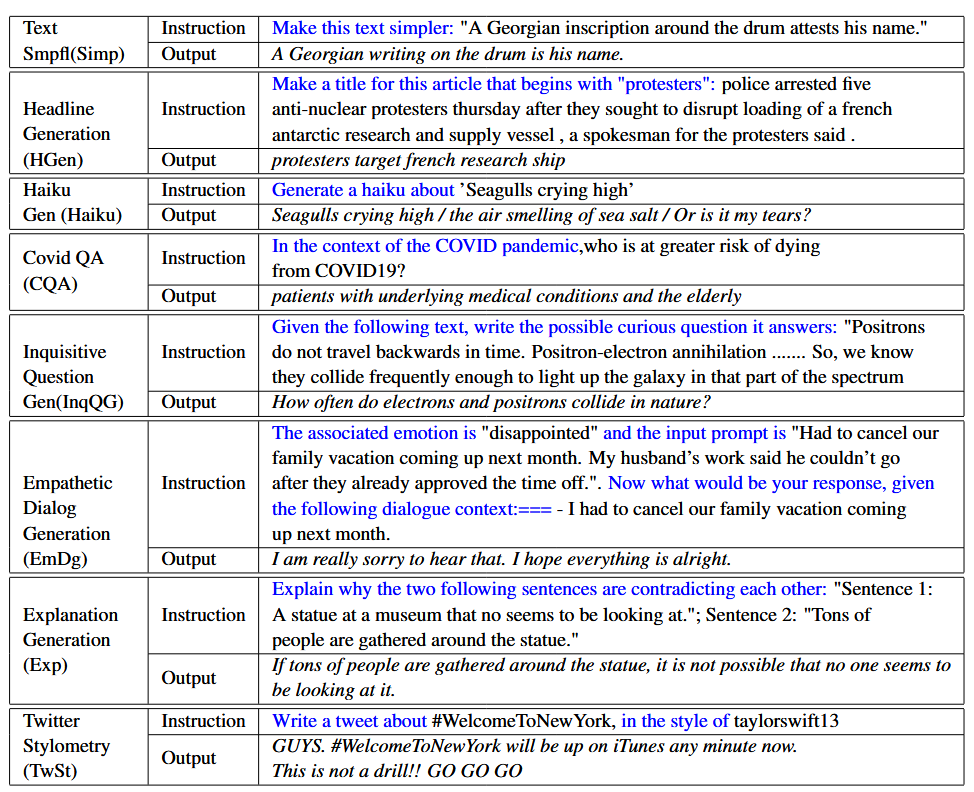 Text
Smpfl(Simp)
Instruction
Make this text simpler: "A Georgian inscription around the drum attests his name."
Output
A Georgian writing on the drum is his name.
Headline
Generation
(HGen)
Instruction
Make a title for this article that begins with "protesters": police arrested five
anti-nuclear protesters thursday after they sought to disrupt loading of a french
antarctic research and supply vessel , a spokesman for the protesters said .
Output
protesters target french research ship
Haiku
Gen (Haiku)
Instruction
Generate a haiku about ’Seagulls crying high’
Output
Seagulls crying high / the air smelling of sea salt / Or is it my tears?
Covid QA
(CQA)
Instruction
In the context of the COVID pandemic,who is at greater risk of dying
from COVID19?
Output
patients with underlying medical conditions and the elderly
Inquisitive
Question
Gen(InqQG)
Instruction
Given the following text, write the possible curious question it answers: "Positrons
do not travel backwards in time. Positron-electron annihilation ....... So, we know
they collide frequently enough to light up the galaxy in that part of the spectrum
Output
How often do electrons and positrons collide in nature?
Empathetic
Dialog
Generation
(EmDg)
Instruction
The associated emotion is "disappointed" and the input prompt is "Had to cancel our
family vacation coming up next month. My husband’s work said he couldn’t go
after they already approved the time off.". Now what would be your response, given
the following dialogue context:=== - I had to cancel our family vacation coming
up next month.
Output
I am really sorry to hear that. I hope everything is alright.
Explanation
Generation
(Exp)
Instruction
Explain why the two following sentences are contradicting each other: "Sentence 1:
A statue at a museum that no seems to be looking at."; Sentence 2: "Tons of
people are gathered around the statue."
Output
If tons of people are gathered around the statue, it is not possible that no one seems to
be looking at it.
Twitter
Stylometry
(TwSt)
Instruction
Write a tweet about #WelcomeToNewYork, in the style of taylorswift13
Output
GUYS. #WelcomeToNewYork will be up on iTunes any minute now.
This is not a drill!! GO GO GO